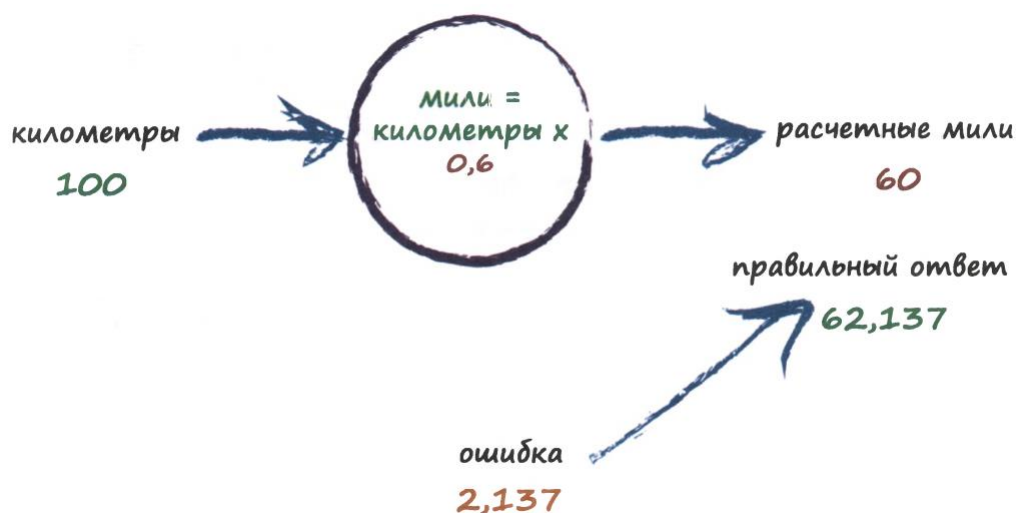 километры
100
мили =
километры х
0,6
расчетные мили
60
правильный ответ
62,137
ошибка
2,137